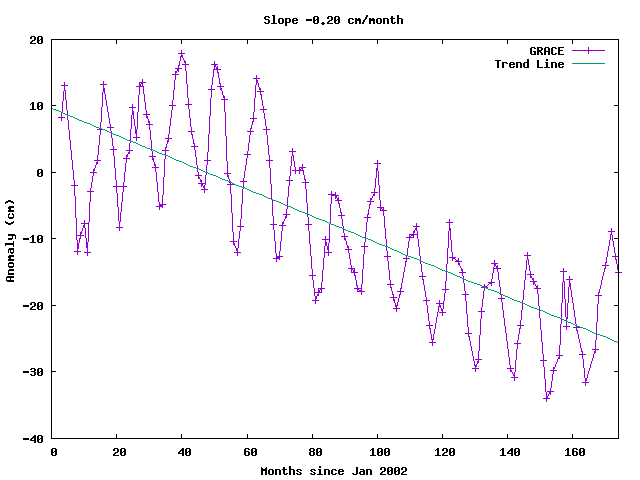 Slope -0.20 cm/month
GRACE
Trend Line
20
10
0
-10
-20
-30
-40
Anomaly (cm)
0 20 40 60 80 100 120 140 160
Months since Jan 2002